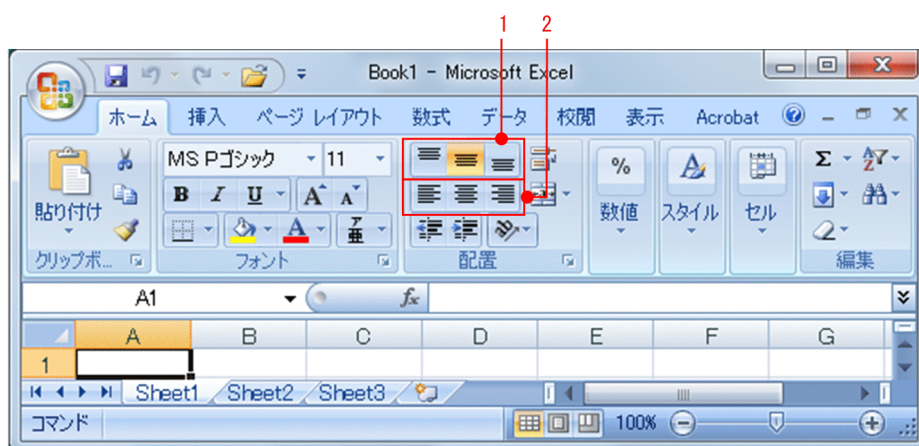 1 2
Book1 - Microsoft Excel
ホーム 挿入 ページ レイアウト 数式 データ 校閲 表示 Acrobat
MS Pゴシック 11
% Σ A Z
B I U A A
貼り付け 数値 スタイル セル
A ア 亜
クリップボ... フォント 配置 編集
A1 fx
A B C D E F G
1
Sheet1 Sheet2 Sheet3
コマンド 100%